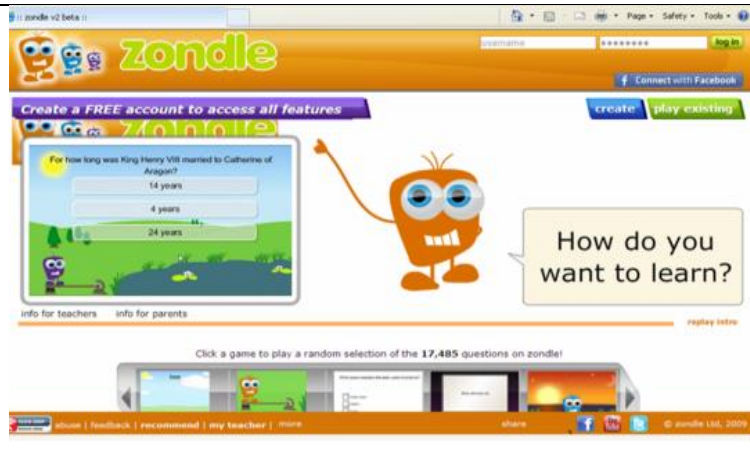 :: zondle v2 beta ::
Page Safety Tools
zondle
username
log in
Connect with Facebook
Create a FREE account to access all features
create play existing
zondle
For how long was King Henry VIII married to Catherine of
Aragon?
14 years
4 years
24 years
How do you
want to learn?
info for teachers info for parents
replay intro
Click a game to play a random selection of the 17,485 questions on zondle!
abuse | feedback | recommend | my teacher | more
share
© zondle Ltd, 2009